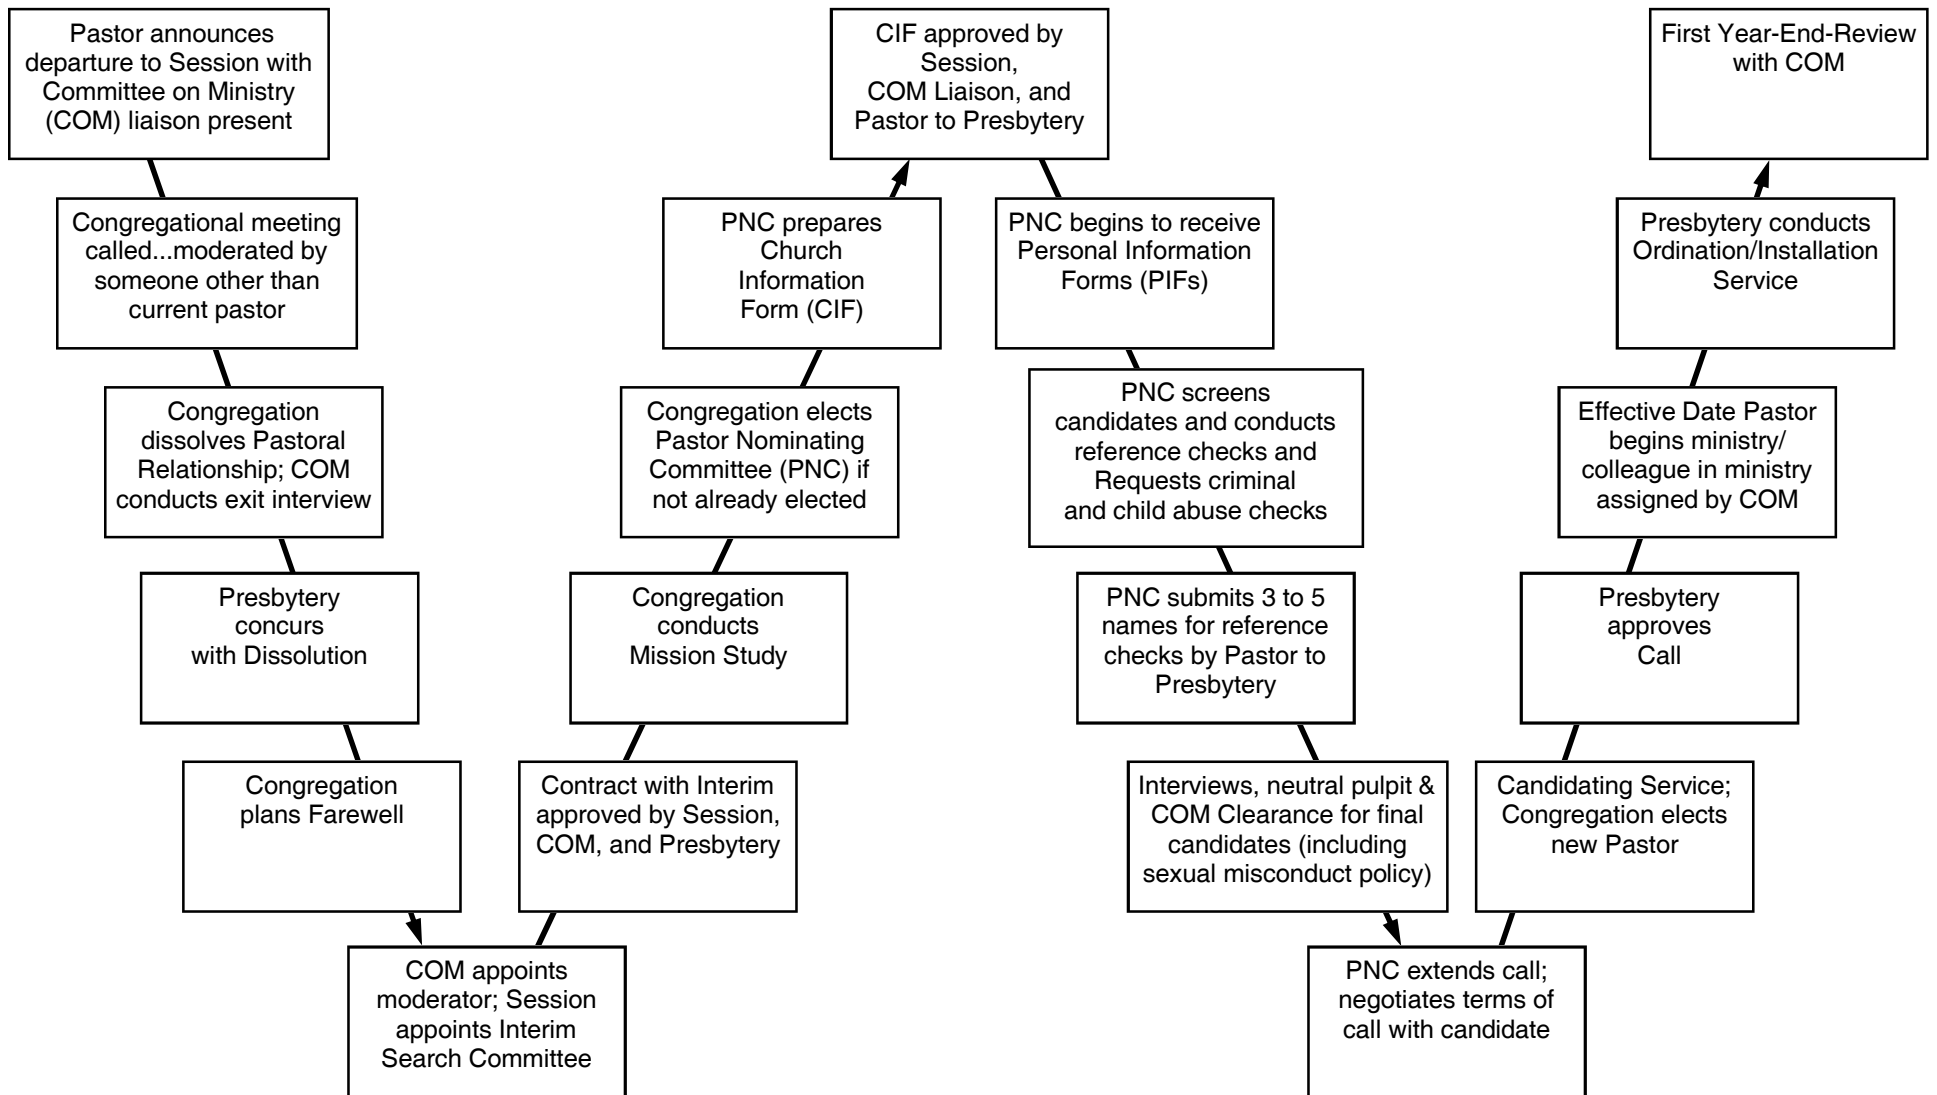 Pastor announces
departure to Session with
Committee on Ministry
(COM) liaison present
Congregational meeting
called...moderated by
someone other than
current pastor
Congregation
dissolves Pastoral
Relationship; COM
conducts exit interview
Presbytery
concurs
with Dissolution
Congregation
plans Farewell
COM appoints
moderator; Session
appoints Interim
Search Committee
Contract with Interim
approved by Session,
COM, and Presbytery
Congregation
conducts
Mission Study
Congregation elects
Pastor Nominating
Committee (PNC) if
not already elected
PNC prepares
Church
Information
Form (CIF)
CIF approved by
Session,
COM Liaison, and
Pastor to Presbytery
PNC begins to receive
Personal Information
Forms (PIFs)
PNC screens
candidates and conducts
reference checks and
Requests criminal
and child abuse checks
PNC submits 3 to 5
names for reference
checks by Pastor to
Presbytery
Interviews, neutral pulpit &
COM Clearance for final
candidates (including
sexual misconduct policy)
PNC extends call;
negotiates terms of
call with candidate
Candidating Service;
Congregation elects
new Pastor
Presbytery
approves
Call
Effective Date Pastor
begins ministry/
colleague in ministry
assigned by COM
Presbytery conducts
Ordination/Installation
Service
First Year-End-Review
with COM